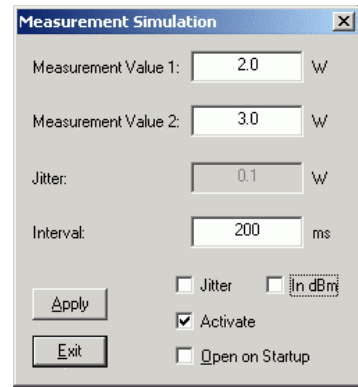 Measurement Simulation
Measurement Value 1: 2.0 W
Measurement Value 2: 3.0 W
Jitter: 0.1 W
Interval: 200 ms
Jitter In dBm
Apply
Activate
Exit
Open on Startup